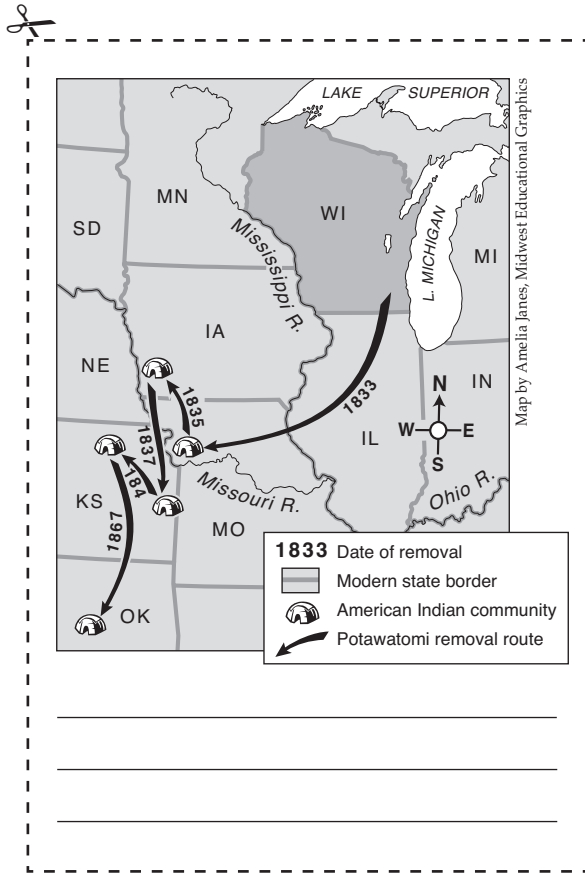 LAKE SUPERIOR
MN
WI
SD
Mississippi R.
L. MICHIGAN
MI
IA
NE
IN
1835
1833
N
W E
S
1837
IL
184
KS
Missouri R.
Ohio R.
1867
MO
OK
1833 Date of removal
Modern state border
American Indian community
Potawatomi removal route
Map by Amelia Janes, Midwest Educational Graphics